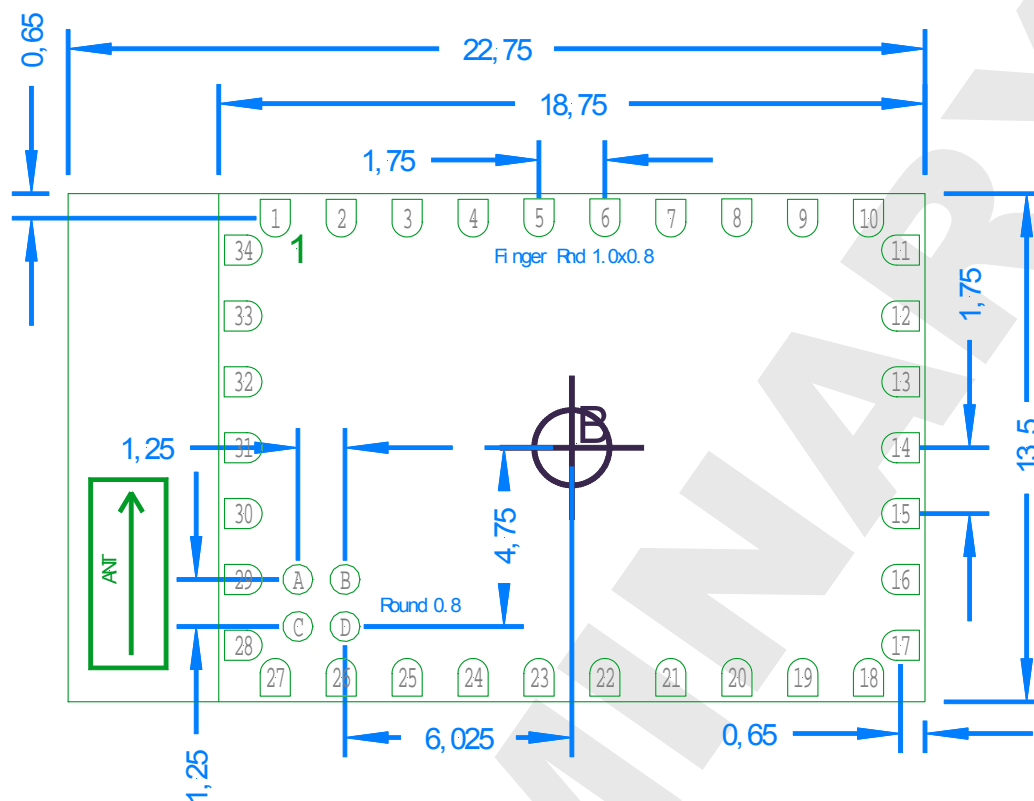 0,65
22,75
18,75
1,75
1 2 3 4 5 6 7 8 9 10
34 1 Finger Rnd 1.0x0.8 11
33 12
1,75
32 13
1,25 31 B 14
13,5
30 15
4,75
ANT
29 A B 16
Round 0.8
C D
28 17
27 26 25 24 23 22 21 20 19 18
6,025 0,65
1,25
MINARY